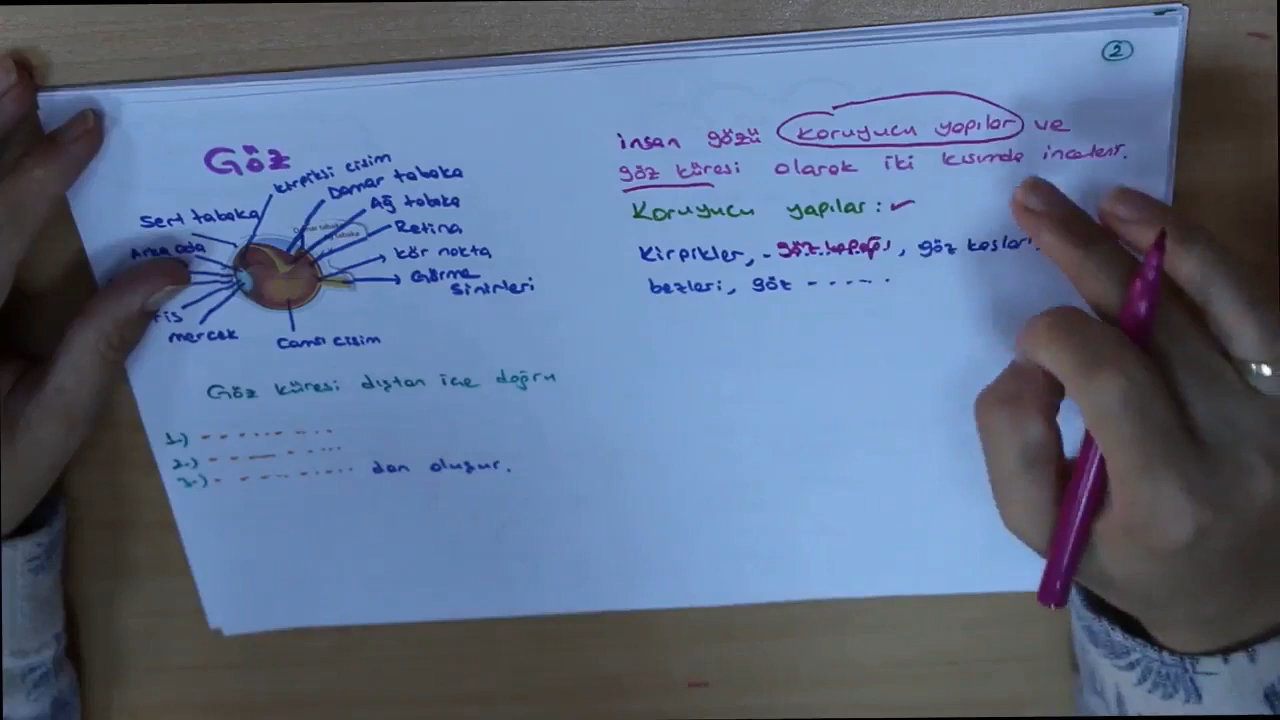 2
Göz
kirpiksi cisim
Damar tabaka
Ağ tabaka
Retina
kör nokta
Görme
Sinirleri
Sert tabaka
Arka oda
mercek
Camsı cisim
Göz küresi dıştan içe doğru
1.) - - - - - - - -
2.) - - - - - - - -
3.) - - - - - - - - dan oluşur.
insan gözü koruyucu yapılar ve
göz küresi olarak iki kısımda incelenir.
Koruyucu yapılar: ✓
Kirpikler, göz kapağı, göz kasları
bezleri, göz - - - - - -